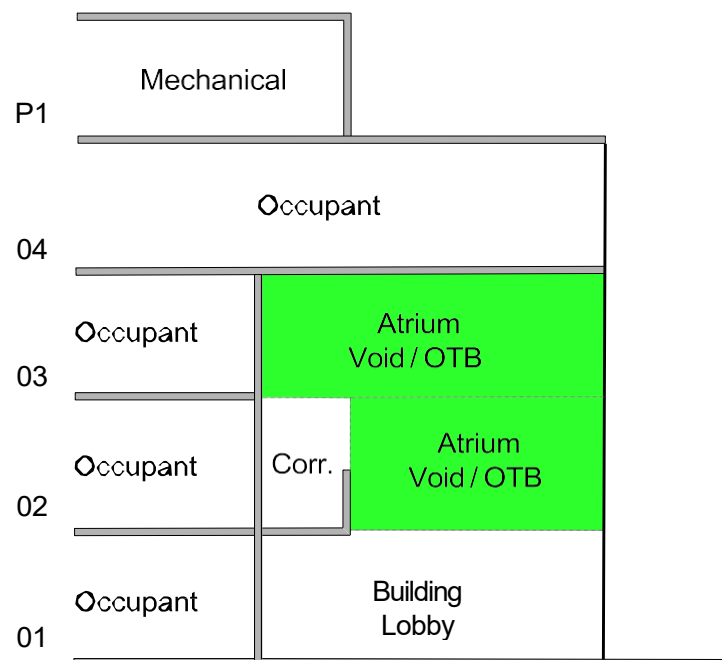 Mechanical
P1
Occupant
04
Occupant
Atrium
Void / OTB
03
Occupant
Corr.
Atrium
Void / OTB
02
Occupant
Building
Lobby
01